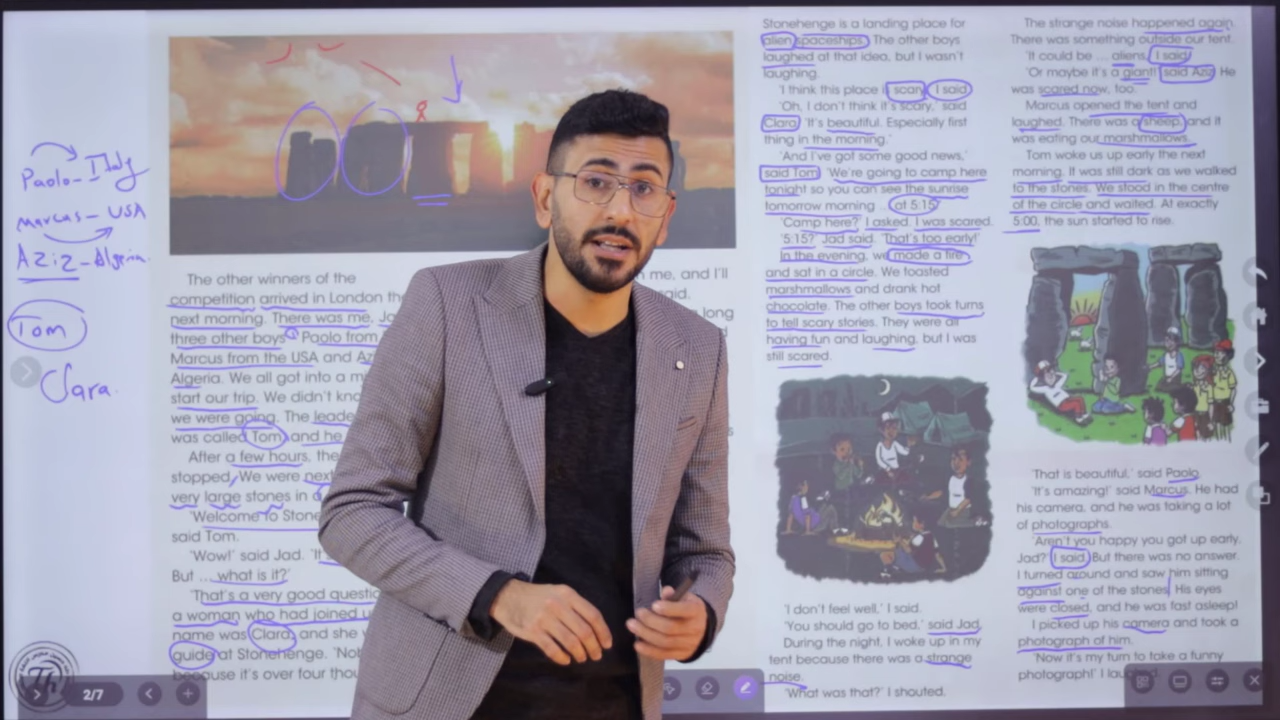 Paolo - Italy
Marcus - USA
Aziz - Algeria.
Tom
Clara.
The other winners of the
competition arrived in London the
next morning. There was me,
three other boys Paolo from
Marcus from the USA and
Algeria. We all got into a
start our trip. We didn't
we were going. The
was called Tom and he
After a few hours, the
stopped. We were next
very large stones in a
'Welcome to
said Tom.
'Wow!' said Jad.
But ... what is it?'
'That's a very good
a woman who had joined
name was Clara, and she
guide at Stonehenge.
because it's over four
me, and I'll
said.
long
Stonehenge is a landing place for
alien spaceships. The other boys
laughed at that idea, but I wasn't
laughing.
'I think this place is scary,' I said.
'Oh, I don't think it's scary,' said
Clara. 'It's beautiful. Especially first
thing in the morning.'
'And I've got some good news,'
said Tom. 'We're going to camp here
tonight so you can see the sunrise
tomorrow morning ... at 5:15.'
'Camp here?' I asked. I was scared.
'5:15?' Jad said. 'That's too early!'
In the evening, we made a fire
and sat in a circle. We toasted
marshmallows and drank hot
chocolate. The other boys took turns
to tell scary stories. They were all
having fun and laughing, but I was
still scared.
'I don't feel well,' I said.
'You should go to bed,' said Jad.
During the night, I woke up in my
tent because there was a strange
noise.
'What was that?' I shouted.
The strange noise happened again.
There was something outside our tent.
'It could be ... aliens,' I said.
'Or maybe it's a giant!' said Aziz. He
was scared now, too.
Marcus opened the tent and
laughed. There was a sheep, and it
was eating our marshmallows.
Tom woke us up early the next
morning. It was still dark as we walked
to the stones. We stood in the centre
of the circle and waited. At exactly
5:00, the sun started to rise.
'That is beautiful,' said Paolo.
'It's amazing!' said Marcus. He had
his camera, and he was taking a lot
of photographs.
'Aren't you happy you got up early,
Jad?' I said. But there was no answer.
I turned around and saw him sitting
against one of the stones. His eyes
were closed, and he was fast asleep!
I picked up his camera and took a
photograph of him.
'Now it's my turn to take a funny
photograph!' I laughed.
2/7